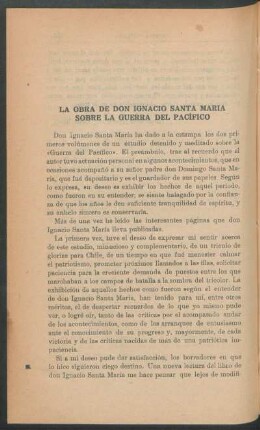 LA OBRA DE DON IGNACIO SANTA MARIA
SOBRE LA GUERRA DEL PACÍFICO
Don Ignacio Santa María ha dado a la estampa los dos pri-
meros volúmenes de un estudio detenido y meditado sobre la
«Guerra del Pacífico». El preámbulo, trae el recuerdo que el
autor tuvo actuación personal en algunos acontecimientos, que en
ocasiones acompañó a su señor padre don Domingo Santa Ma-
ría, que fué depositario y es el guardador de sus papeles. Según
lo expresa, en deseo se exhibir los hechos de aquel período,
como fueron en su entender, se siente halagado por la confian-
za de que los años le den suficiente tranquilidad de espíritu, y
su anhelo sincero es conservarla.
Más de una vez he leído las interesantes páginas que don
Ignacio Santa María lleva publicadas.
La primera vez, tuve el deseo de expresar mi sentir acerca
de este estudio, minucioso y complementario, de un triunfo de
glorias para Chile, de un tiempo en que fué menester calmar
el patriotismo, pronunciar prósimos llamados a las filas, solicitar
paciencia para la creciente demanda de puestos entre los que
marchaban a los campos de batalla a la sombra del tricolor. La
exhibición de aquellos hechos como fueron según el entender
de don Ignacio Santa María, han tenido para mí, entre otros
méritos, el de despertar recuerdos de lo que yo mismo pude
ver, o logré oír, tanto de las críticas que acompañando al andar
de los acontecimientos, como de los arranques de entusiasmo
ante el conocimiento de su progreso, y mayormente, de cada
victoria y de las críticas nacidas de una de patrióticos im-
paciencia.
Si a mi deseo pude dar satisfacción, los borradores en que
lo hice siguieron ciego destino. Una nueva lectura del libro de
don Ignacio Santa María me hace pensar que lejos de modifi